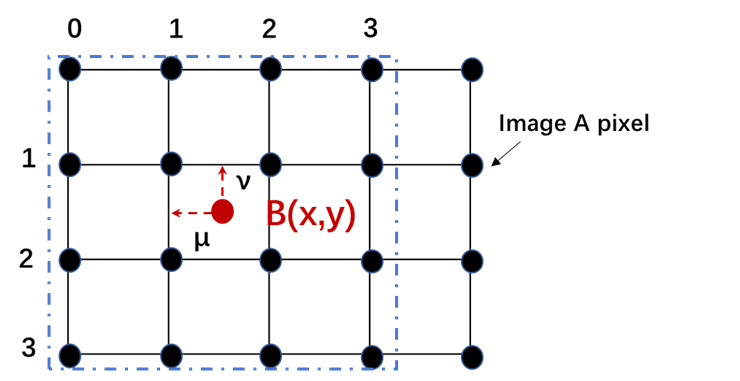 0 1 2 3
Image A pixel
1
ν
B(x,y)
μ
2
3